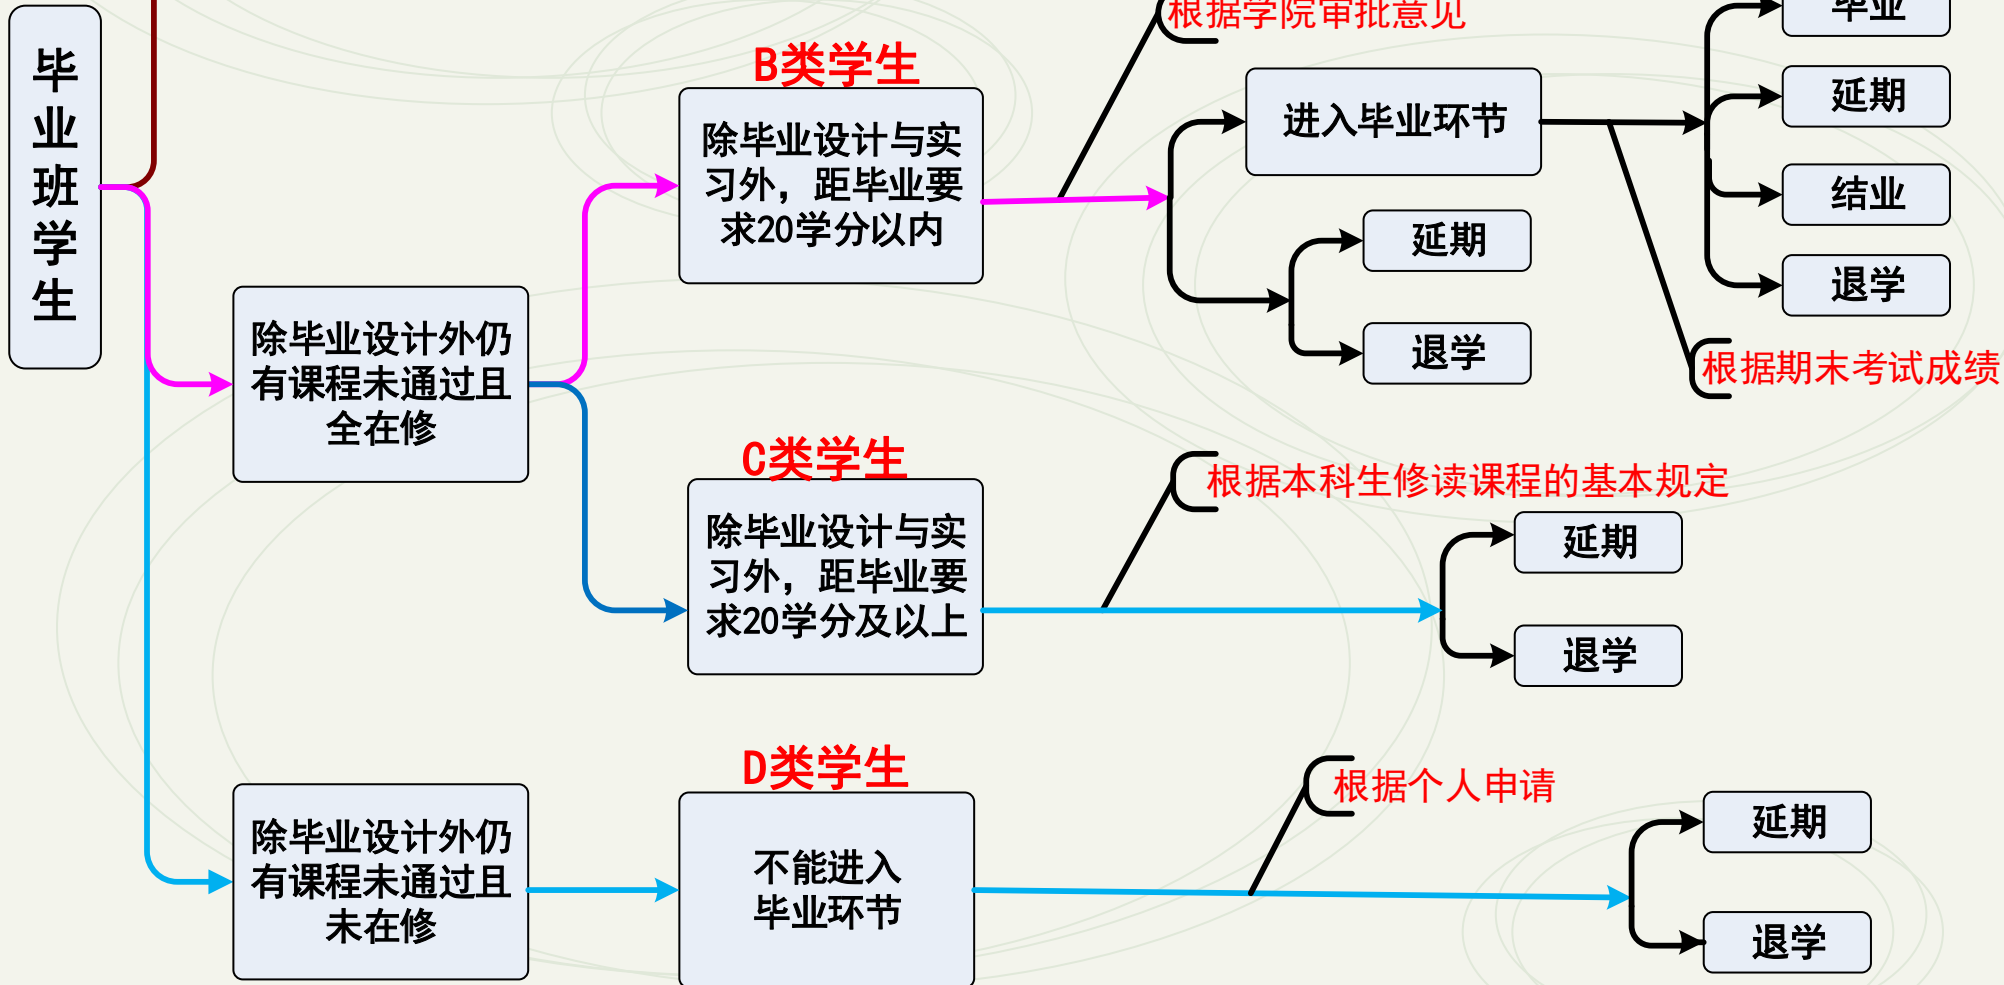 毕
业
班
学
生
除毕业设计外仍
有课程未通过且
全在修
B类学生
除毕业设计与实
习外，距毕业要
求20学分以内
根据学院审批意见
进入毕业环节
毕业
延期
结业
退学
根据期末考试成绩
延期
退学
C类学生
除毕业设计与实
习外，距毕业要
求20学分及以上
根据本科生修读课程的基本规定
延期
退学
除毕业设计外仍
有课程未通过且
未在修
D类学生
不能进入
毕业环节
根据个人申请
延期
退学